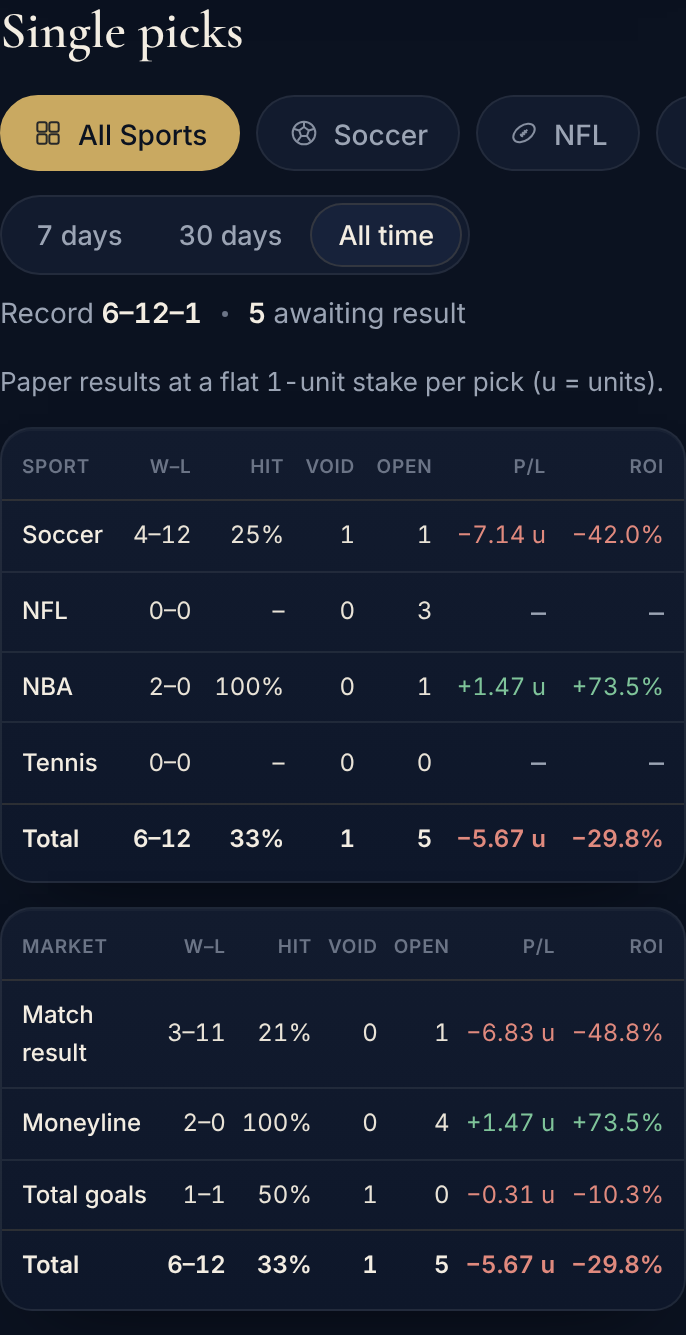 Single picks
All Sports Soccer NFL
7 days 30 days All time
Record 6–12–1 • 5 awaiting result
Paper results at a flat 1-unit stake per pick (u = units).
SPORT W–L HIT VOID OPEN P/L ROI
Soccer 4–12 25% 1 1 −7.14 u −42.0%
NFL 0–0 – 0 3 — —
NBA 2–0 100% 0 1 +1.47 u +73.5%
Tennis 0–0 – 0 0 — —
Total 6–12 33% 1 5 −5.67 u −29.8%
MARKET W–L HIT VOID OPEN P/L ROI
Match
result 3–11 21% 0 1 −6.83 u −48.8%
Moneyline 2–0 100% 0 4 +1.47 u +73.5%
Total goals 1–1 50% 1 0 −0.31 u −10.3%
Total 6–12 33% 1 5 −5.67 u −29.8%